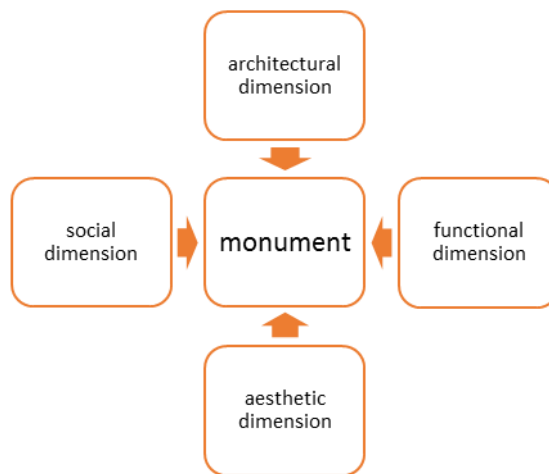 architectural
dimension
social
dimension
monument
functional
dimension
aesthetic
dimension